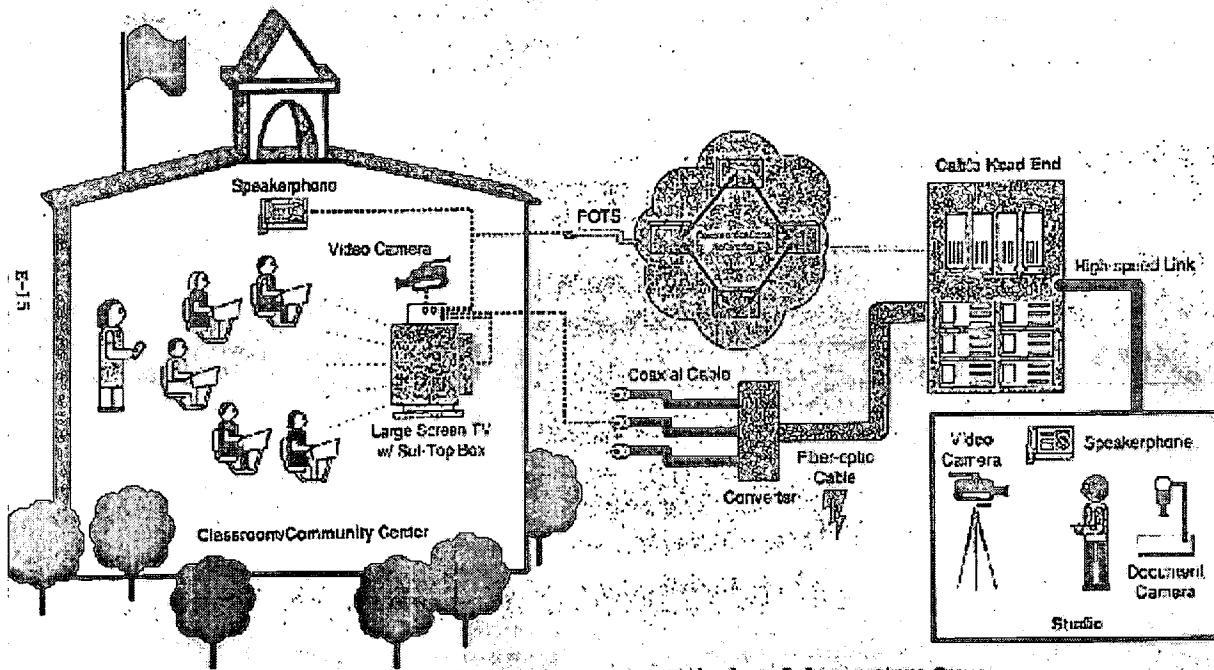 Speakerphone
Video Camera
Large Screen TV
w/ Set-Top Box
Classroom/Community Center
E-15
POTS
Coaxial Cable
Converter
Fiber-optic
Cable
Cable Head End
High-speed Link
Video
Camera
Speakerphone
Document
Camera
Studio